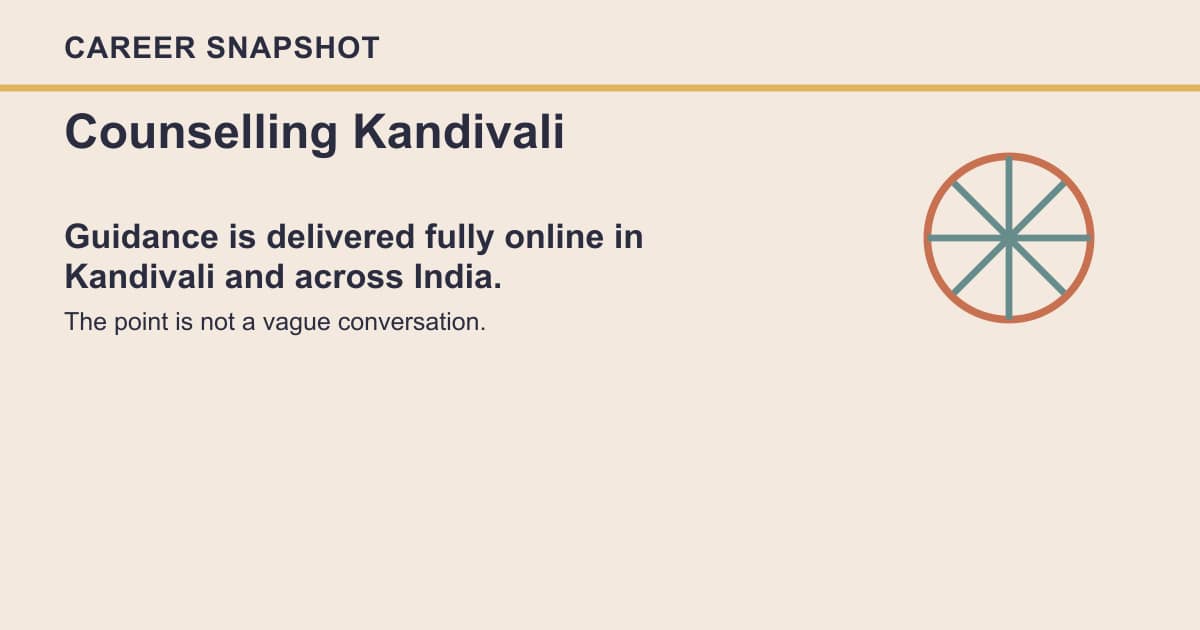 CAREER SNAPSHOT
Counselling Kandivali
Guidance is delivered fully online in
Kandivali and across India.
The point is not a vague conversation.